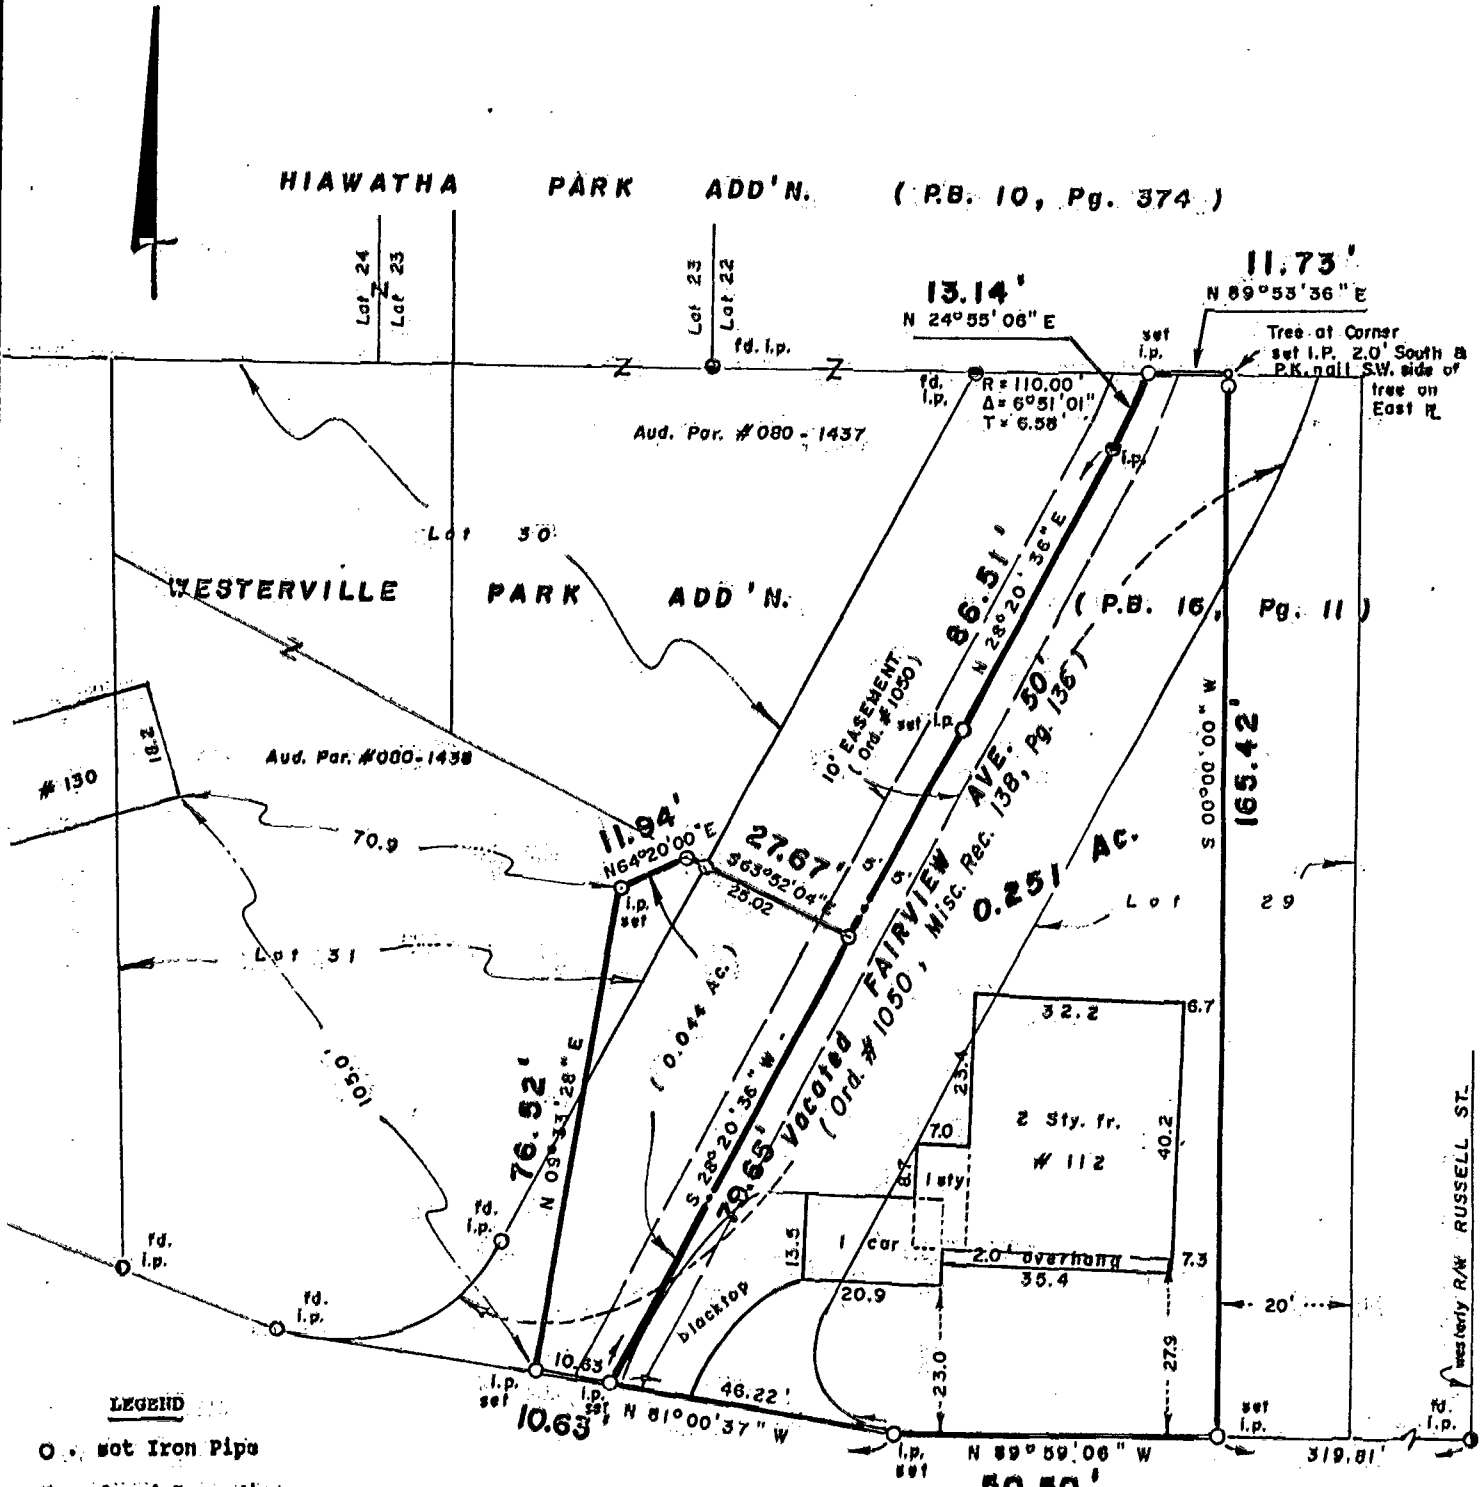 HIAWATHA PARK ADD'N. ( P.B. 10, Pg. 374 )
Lot 24
Lot 23
Lot 23
Lot 22
fd. i.p.
13.14'
N 24°55'06" E
11.73'
N 89°53'36" E
set
i.p.
Tree at Corner
set I.P. 2.0' South &
P.K. nail S.W. side of
tree on
East PL
fd.
i.p.
R = 110.00'
Δ = 6°51'01"
T = 6.58'
i.p.
Aud. Par. #080-1437
Lot 30
WESTERVILLE PARK ADD'N. ( P.B. 16, Pg. 11 )
86.51'
N 28°20'36" E
10' EASEMENT
( Ord. #1050 )
set i.p.
18.2
# 130
Aud. Par. #080-1438
70.9
11.94'
N64°20'00"E
27.67'
S63°52'04"E
25.02
5'
5'
i.p.
set
Vacated FAIRVIEW AVE. 50'
( Ord. #1050, Misc. Rec. 138, Pg. 136 )
0.251 Ac.
S 00°00'00" W
165.42'
Lot 29
Lot 31
105.0'
( 0.044 Ac. )
76.52'
S 28°20'36" W
79.65'
32.2
6.7
23.4
2 Sty. fr.
# 112
40.2
7.0
8.7
1 sty
13.5
1 car
20.9
2.0' overhang
35.4
7.3
blacktop
23.0
27.9
20'
westerly R/W RUSSELL ST.
fd.
i.p.
fd.
i.p.
fd.
i.p.
10.63
i.p.
set
i.p.
set
10.63'
46.22'
N 81°00'37" W
i.p.
set
N 89°59'06" W
50.50'
set
i.p.
319.81'
fd.
i.p.
LEGEND
O . set Iron Pipe